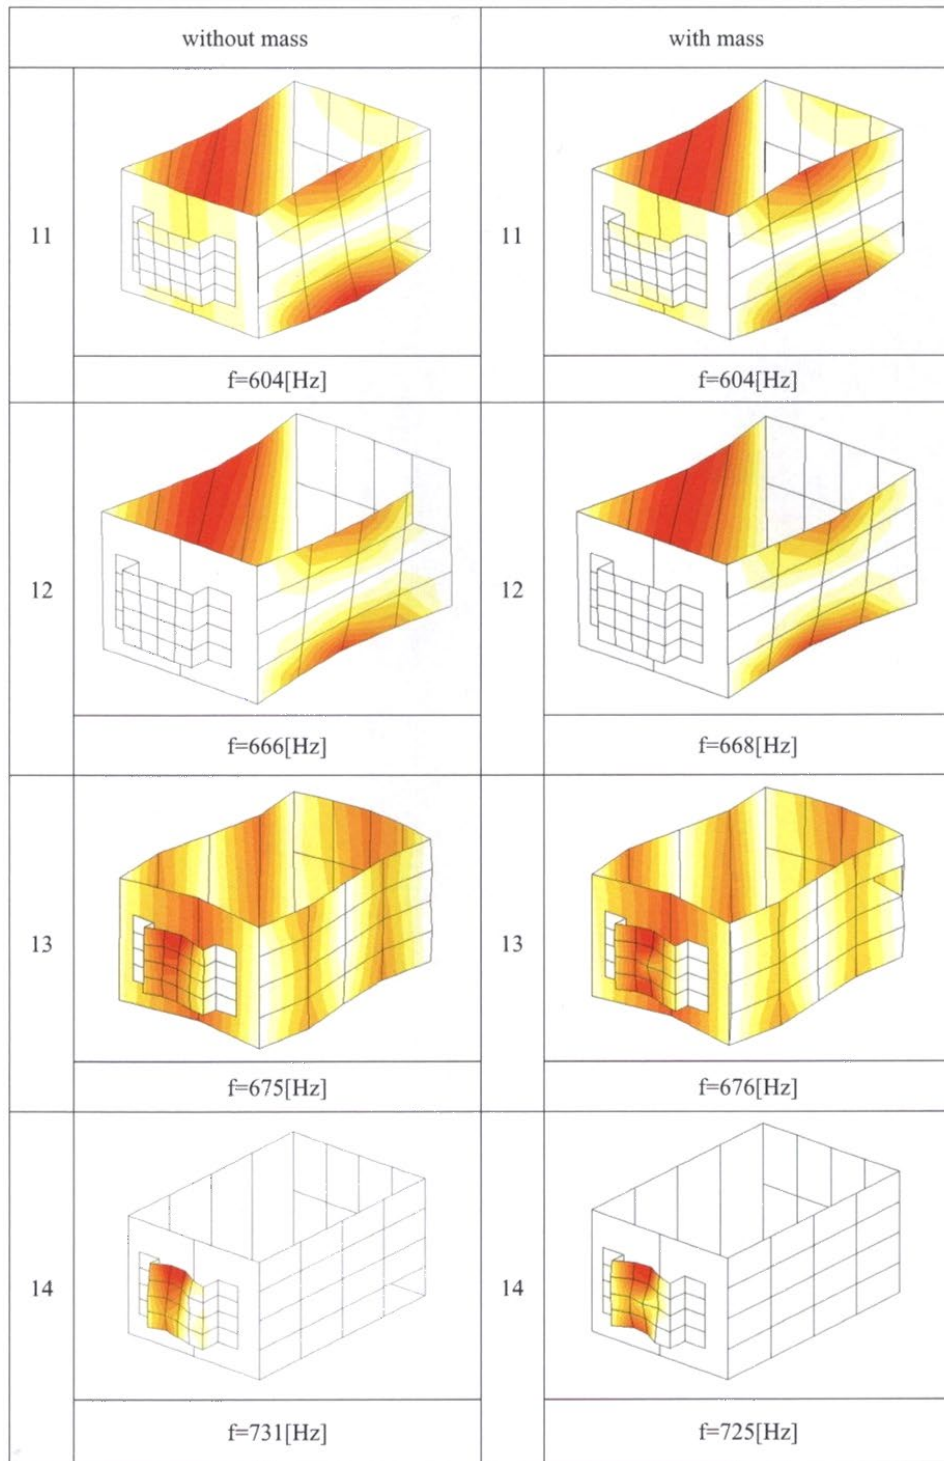 without mass
with mass
11
11
f=604[Hz]
f=604[Hz]
12
12
f=666[Hz]
f=668[Hz]
13
13
f=675[Hz]
f=676[Hz]
14
14
f=731[Hz]
f=725[Hz]